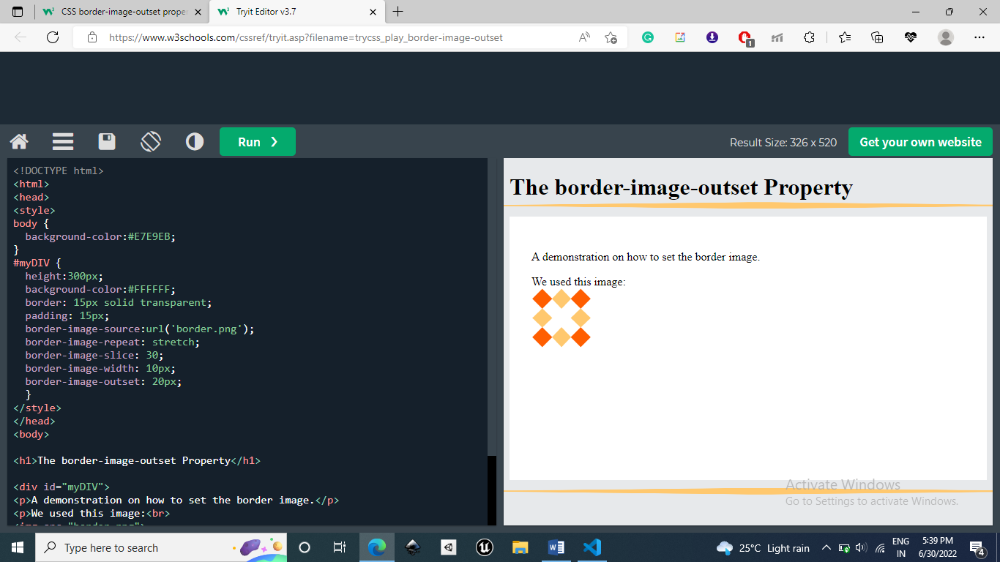 CSS border-image-outset proper
Tryit Editor v3.7
https://www.w3schools.com/cssref/tryit.asp?filename=trycss_play_border-image-outset
1
Run ❯
Result Size: 326 x 520
Get your own website
<!DOCTYPE html>
<html>
<head>
<style>
body {
  background-color:#E7E9EB;
}
#myDIV {
  height:300px;
  background-color:#FFFFFF;
  border: 15px solid transparent;
  padding: 15px;
  border-image-source:url('border.png');
  border-image-repeat: stretch;
  border-image-slice: 30;
  border-image-width: 10px;
  border-image-outset: 20px;
  }
</style>
</head>
<body>
<h1>The border-image-outset Property</h1>
<div id="myDIV">
<p>A demonstration on how to set the border image.</p>
<p>We used this image:<br>
<img src="border.png">
The border-image-outset Property
A demonstration on how to set the border image.
We used this image:
Activate Windows
Go to Settings to activate Windows.
Type here to search
25°C Light rain
ENG
IN
5:39 PM
6/30/2022
4